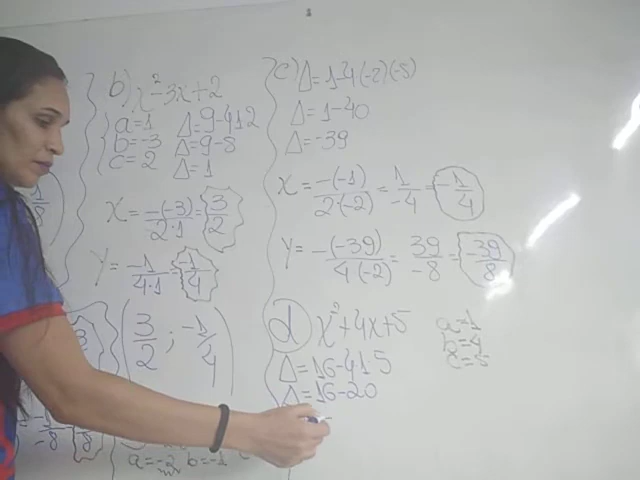 b) x² - 3x + 2
a = 1 Δ = 9 - 4·1·2
b = -3 Δ = 9 - 8
c = 2 Δ = 1
x = -(-3)/2·1 = 3/2
y = -1/4·1 = -1/4
(3/2 ; -1/4)
a = -2 b = -1
c) Δ = 1 - 4·(-2)·(-5)
Δ = 1 - 40
Δ = -39
x = -(-1)/2·(-2) = 1/-4 = -1/4
y = -(-39)/4(-2) = 39/-8 = -39/8
d) x² + 4x + 5
a = 1
b = 4
c = 5
Δ = 16 - 4·1·5
Δ = 16 - 20